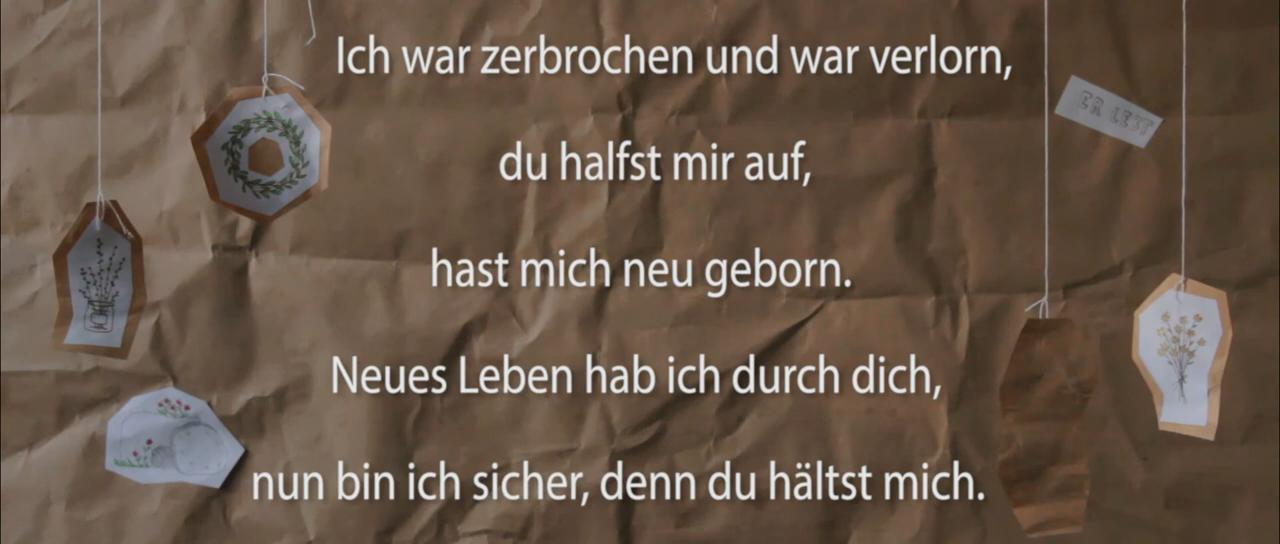 Ich war zerbrochen und war verlorn,
du halfst mir auf,
hast mich neu geborn.
Neues Leben hab ich durch dich,
nun bin ich sicher, denn du hältst mich.
ER LEBT